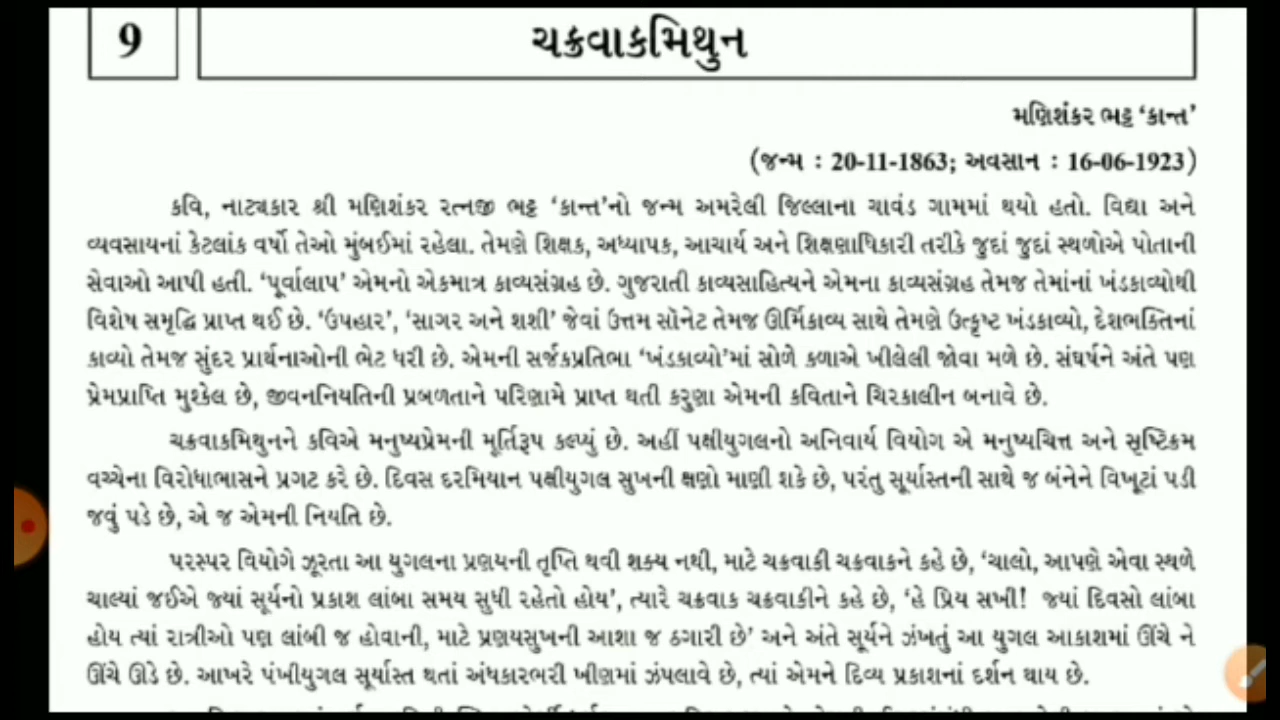 9
ચક્રવાકમિથુન
મણિશંકર ભટ્ટ ‘કાન્ત’
(જન્મ : 20-11-1863; અવસાન : 16-06-1923)
કવિ, નાટ્યકાર શ્રી મણિશંકર રત્નજી ભટ્ટ ‘કાન્ત’નો જન્મ અમરેલી જિલ્લાના ચાવંડ ગામમાં થયો હતો. વિદ્યા અને
વ્યવસાયનાં કેટલાંક વર્ષો તેઓ મુંબઈમાં રહેલા. તેમણે શિક્ષક, અધ્યાપક, આચાર્ય અને શિક્ષણાધિકારી તરીકે જુદાં જુદાં સ્થળોએ પોતાની
સેવાઓ આપી હતી. ‘પૂર્વાલાપ’ એમનો એકમાત્ર કાવ્યસંગ્રહ છે. ગુજરાતી કાવ્યસાહિત્યને એમના કાવ્યસંગ્રહ તેમજ તેમાંનાં ખંડકાવ્યોથી
વિશેષ સમૃદ્ધિ પ્રાપ્ત થઈ છે. ‘ઉપહાર’, ‘સાગર અને શશી’ જેવાં ઉત્તમ સૉનેટ તેમજ ઊર્મિકાવ્ય સાથે તેમણે ઉત્કૃષ્ટ ખંડકાવ્યો, દેશભક્તિનાં
કાવ્યો તેમજ સુંદર પ્રાર્થનાઓની ભેટ ધરી છે. એમની સર્જકપ્રતિભા ‘ખંડકાવ્યો’માં સોળે કળાએ ખીલેલી જોવા મળે છે. સંઘર્ષને અંતે પણ
પ્રેમપ્રાપ્તિ મુશ્કેલ છે, જીવનનિયતિની પ્રબળતાને પરિણામે પ્રાપ્ત થતી કરુણા એમની કવિતાને ચિરકાલીન બનાવે છે.
ચક્રવાકમિથુનને કવિએ મનુષ્યપ્રેમની મૂર્તિરૂપ કલ્પ્યું છે. અહીં પક્ષીયુગલનો અનિવાર્ય વિયોગ એ મનુષ્યચિત્ત અને સૃષ્ટિક્રમ
વચ્ચેના વિરોધાભાસને પ્રગટ કરે છે. દિવસ દરમિયાન પક્ષીયુગલ સુખની ક્ષણો માણી શકે છે, પરંતુ સૂર્યાસ્તની સાથે જ બંનેને વિખૂટાં પડી
જવું પડે છે, એ જ એમની નિયતિ છે.
પરસ્પર વિયોગે ઝૂરતા આ યુગલના પ્રણયની તૃપ્તિ થવી શક્ય નથી, માટે ચક્રવાકી ચક્રવાકને કહે છે, ‘ચાલો, આપણે એવા સ્થળે
ચાલ્યાં જઈએ જ્યાં સૂર્યનો પ્રકાશ લાંબા સમય સુધી રહેતો હોય’, ત્યારે ચક્રવાક ચક્રવાકીને કહે છે, ‘હે પ્રિય સખી! જ્યાં દિવસો લાંબા
હોય ત્યાં રાત્રીઓ પણ લાંબી જ હોવાની, માટે પ્રણયસુખની આશા જ ઠગારી છે’ અને અંતે સૂર્યને ઝંખતું આ યુગલ આકાશમાં ઊંચે ને
ઊંચે ઊડે છે. આખરે પંખીયુગલ સૂર્યાસ્ત થતાં અંધકારભરી ખીણમાં ઝંપલાવે છે, ત્યાં એમને દિવ્ય પ્રકાશનાં દર્શન થાય છે.